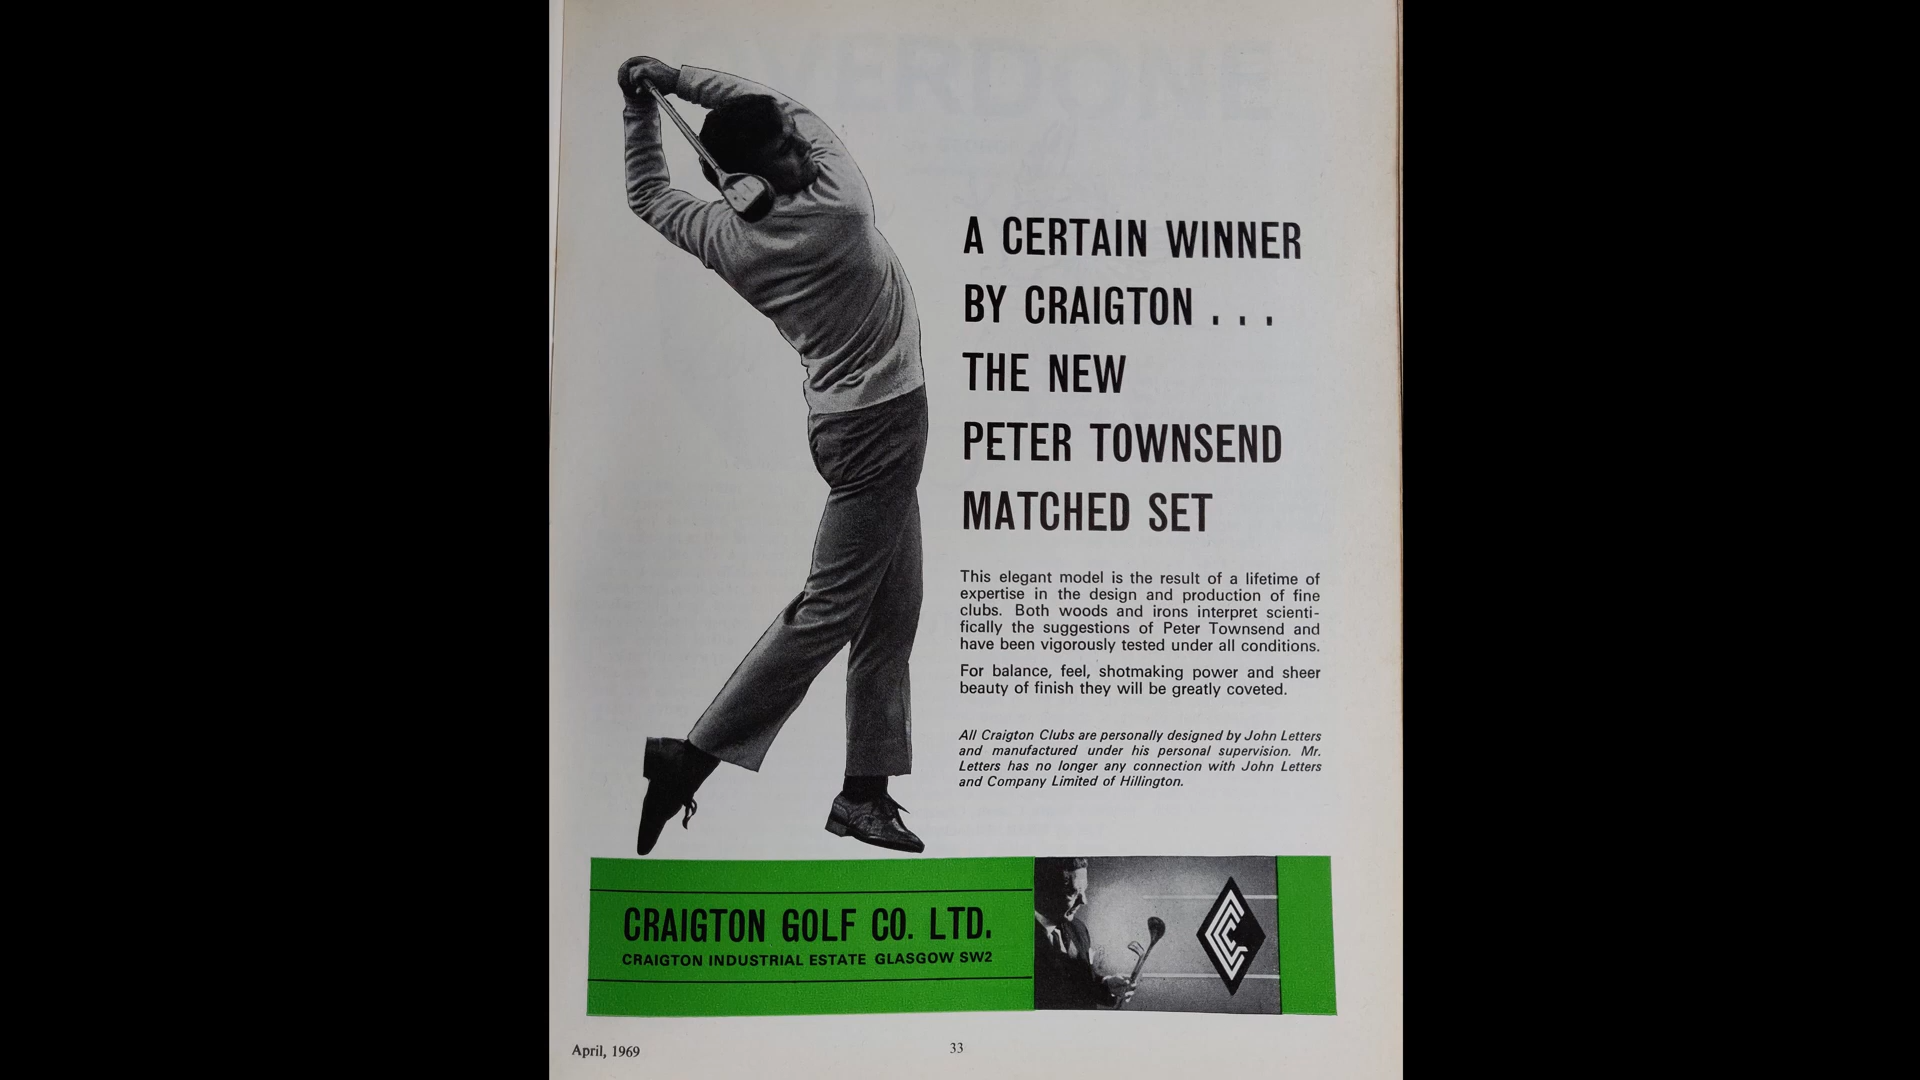 A CERTAIN WINNER
BY CRAIGTON . . .
THE NEW
PETER TOWNSEND
MATCHED SET
This elegant model is the result of a lifetime of
expertise in the design and production of fine
clubs. Both woods and irons interpret scienti-
fically the suggestions of Peter Townsend and
have been vigorously tested under all conditions.
For balance, feel, shotmaking power and sheer
beauty of finish they will be greatly coveted.
All Craigton Clubs are personally designed by John Letters
and manufactured under his personal supervision. Mr.
Letters has no longer any connection with John Letters
and Company Limited of Hillington.
CRAIGTON GOLF CO. LTD.
CRAIGTON INDUSTRIAL ESTATE GLASGOW SW2
April, 1969
33